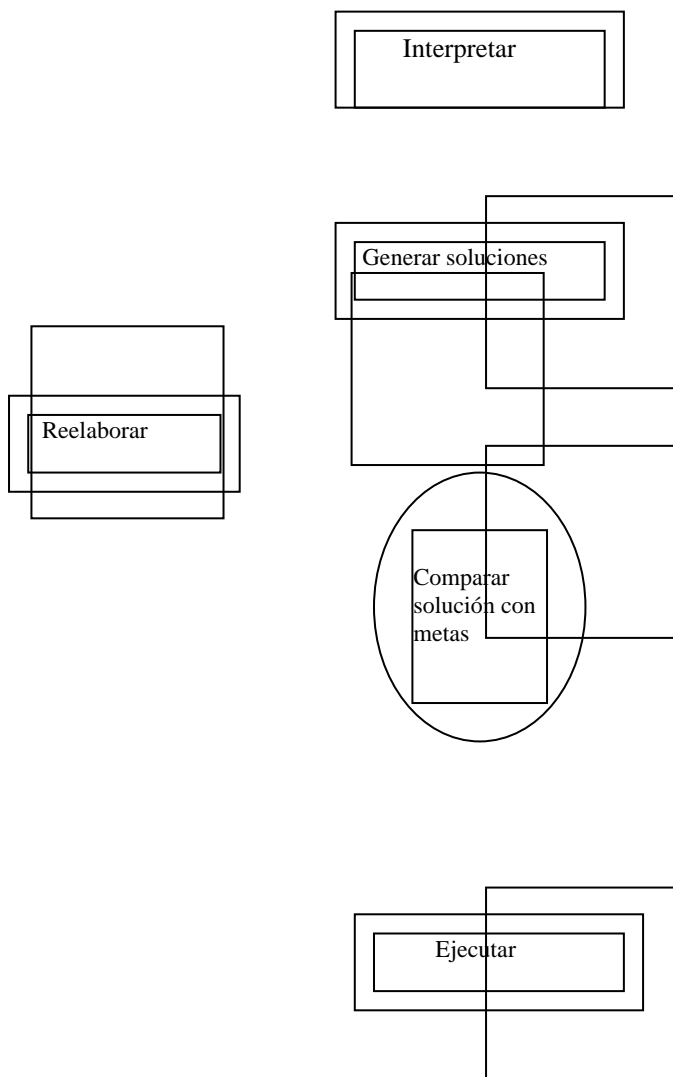 Interpretar
Generar soluciones
Reelaborar
Comparar
solución con
metas
Ejecutar